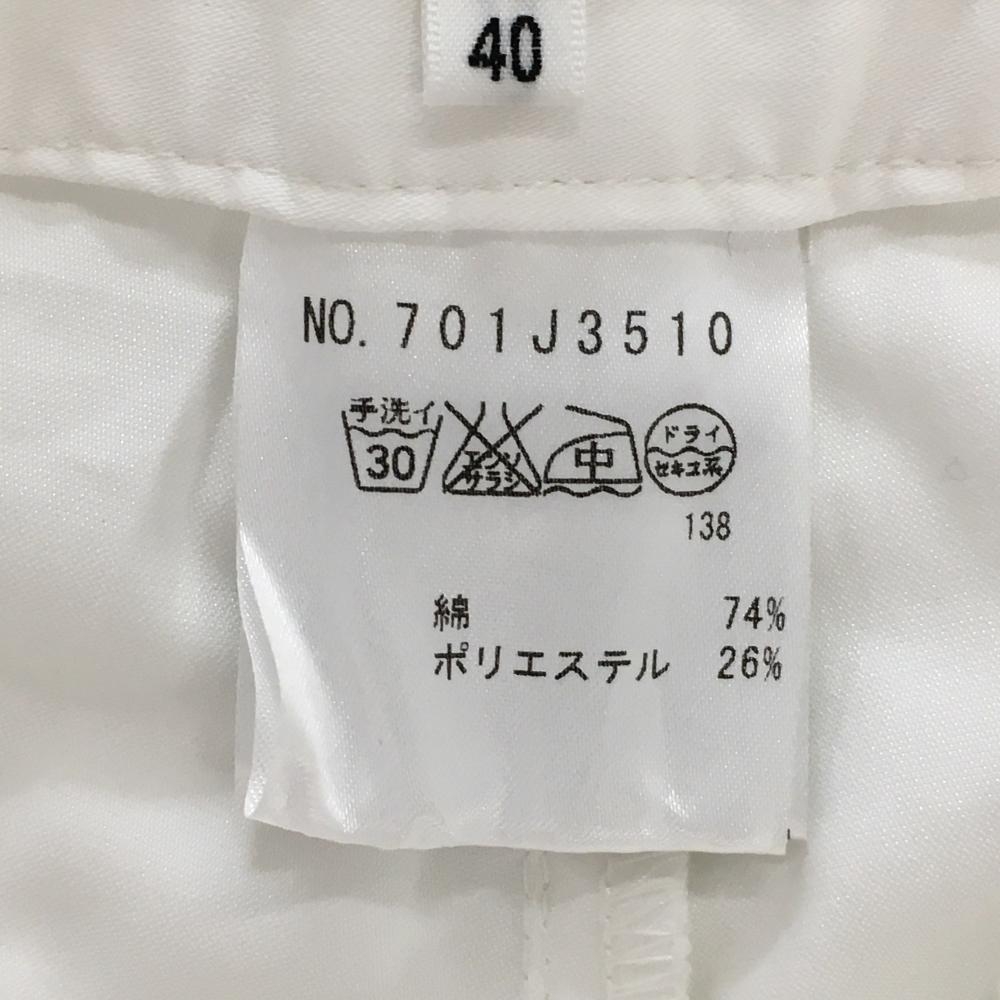 40
NO. 701J3510
手洗イ
30
エンソ
サラシ
中
ドライ
セキユ系
138
綿 74%
ポリエステル 26%